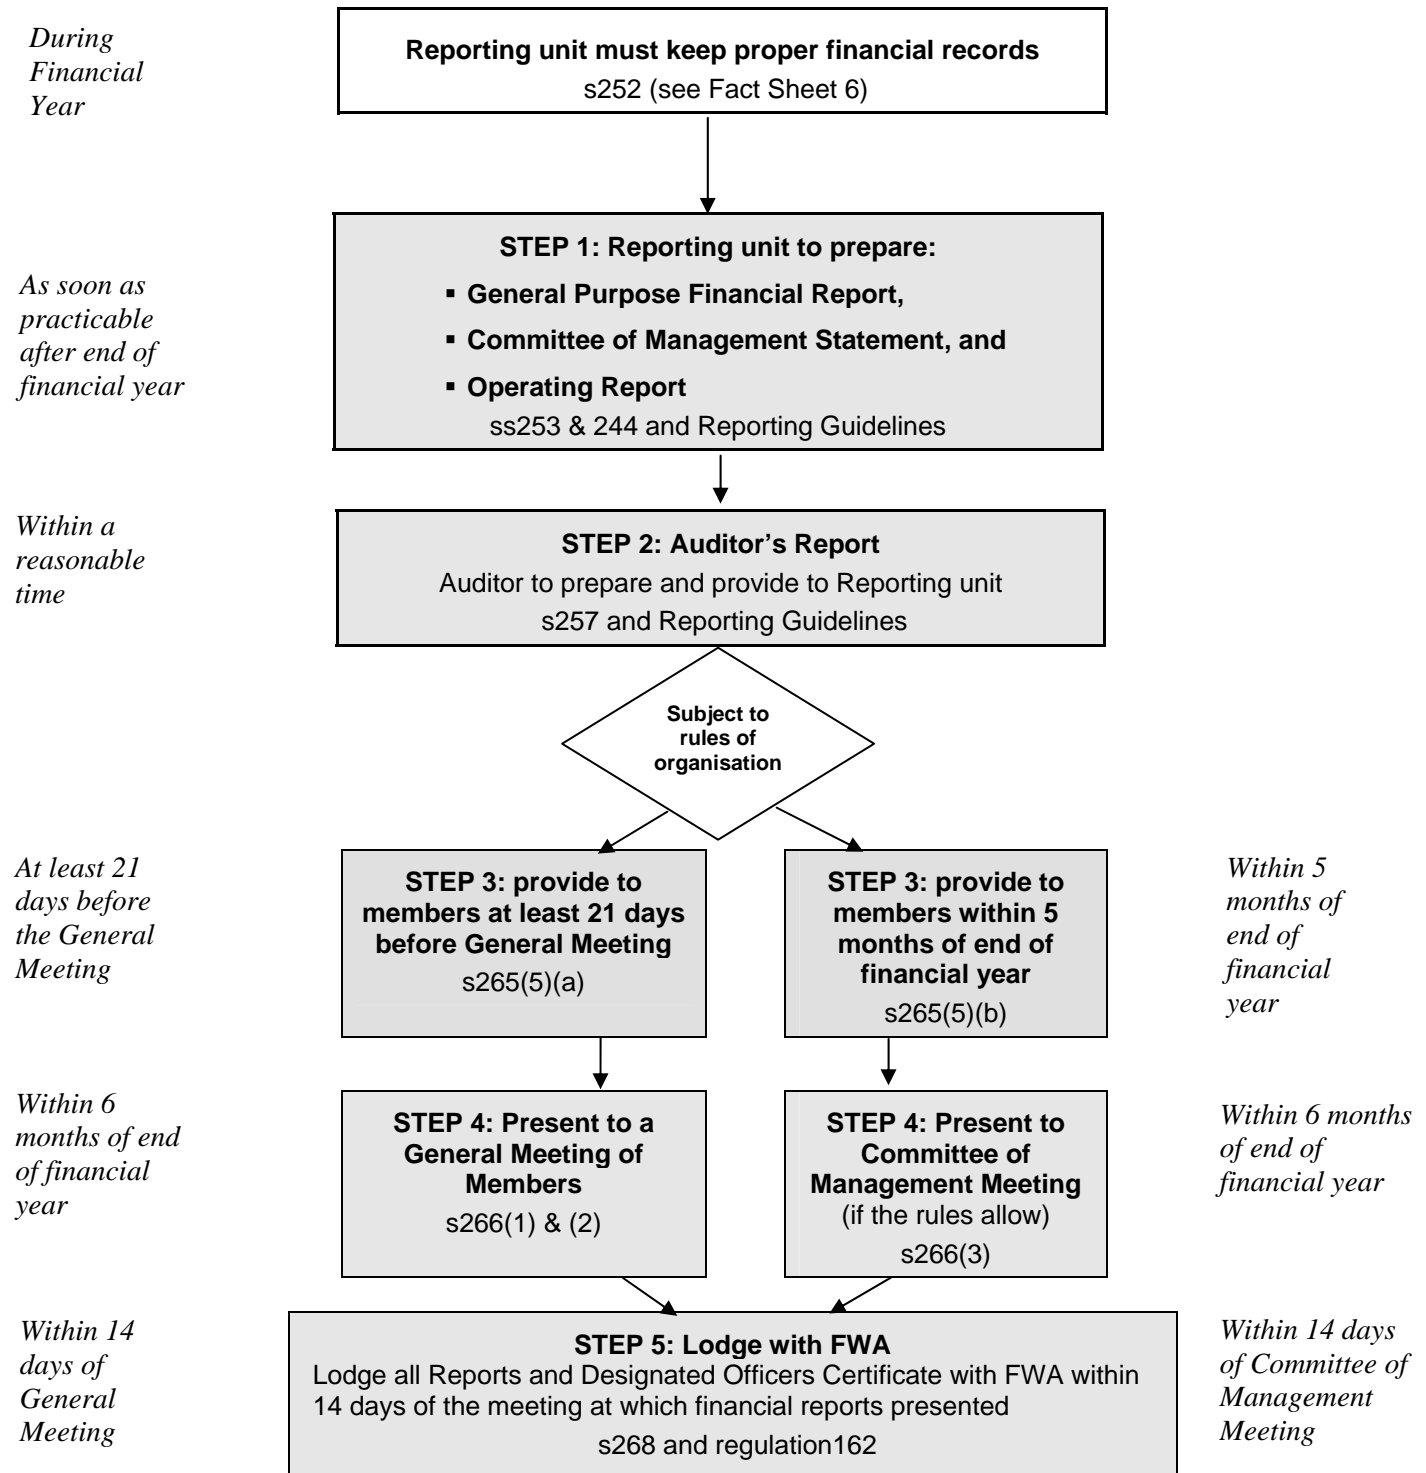 During
Financial
Year
Reporting unit must keep proper financial records
s252 (see Fact Sheet 6)
As soon as
practicable
after end of
financial year
STEP 1: Reporting unit to prepare:
▪ General Purpose Financial Report,
▪ Committee of Management Statement, and
▪ Operating Report
ss253 & 244 and Reporting Guidelines
Within a
reasonable
time
STEP 2: Auditor’s Report
Auditor to prepare and provide to Reporting unit
s257 and Reporting Guidelines
Subject to
rules of
organisation
At least 21
days before
the General
Meeting
STEP 3: provide to
members at least 21 days
before General Meeting
s265(5)(a)
STEP 3: provide to
members within 5
months of end of
financial year
s265(5)(b)
Within 5
months of
end of
financial
year
Within 6
months of end
of financial
year
STEP 4: Present to a
General Meeting of
Members
s266(1) & (2)
STEP 4: Present to
Committee of
Management Meeting
(if the rules allow)
s266(3)
Within 6 months
of end of
financial year
Within 14
days of
General
Meeting
STEP 5: Lodge with FWA
Lodge all Reports and Designated Officers Certificate with FWA within
14 days of the meeting at which financial reports presented
s268 and regulation162
Within 14 days
of Committee of
Management
Meeting